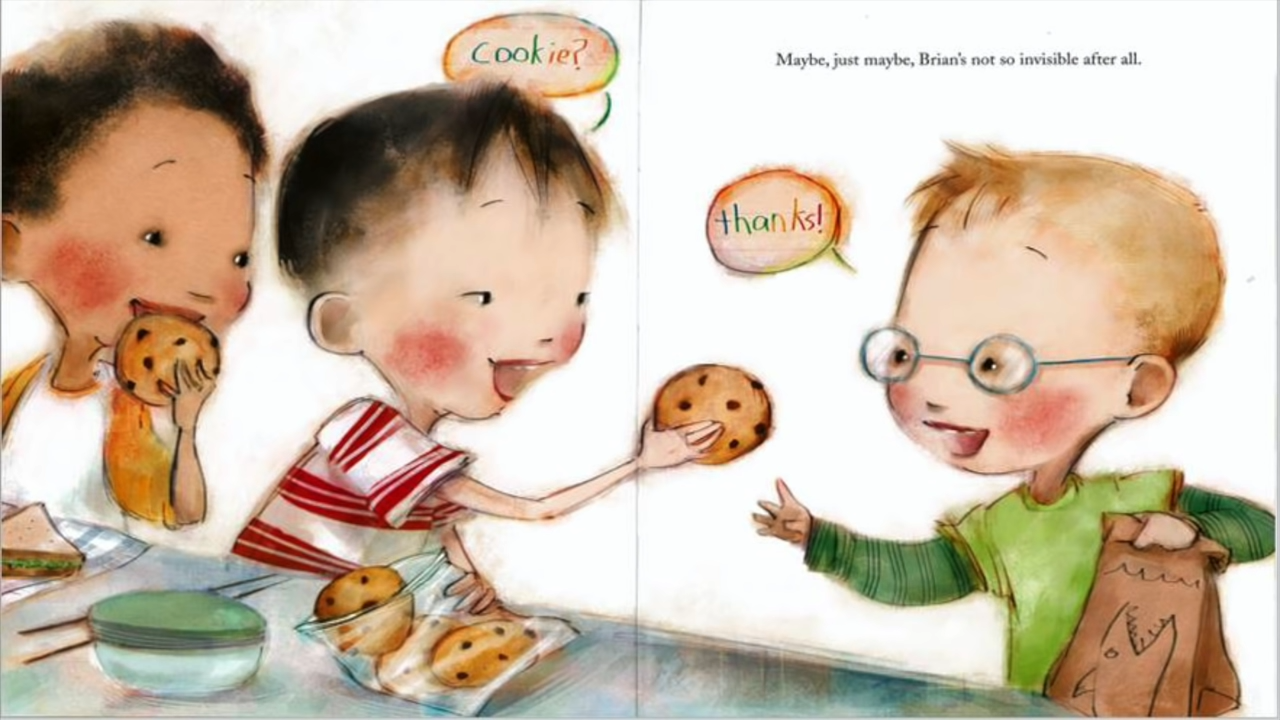 Cookie?
Maybe, just maybe, Brian's not so invisible after all.
thanks!